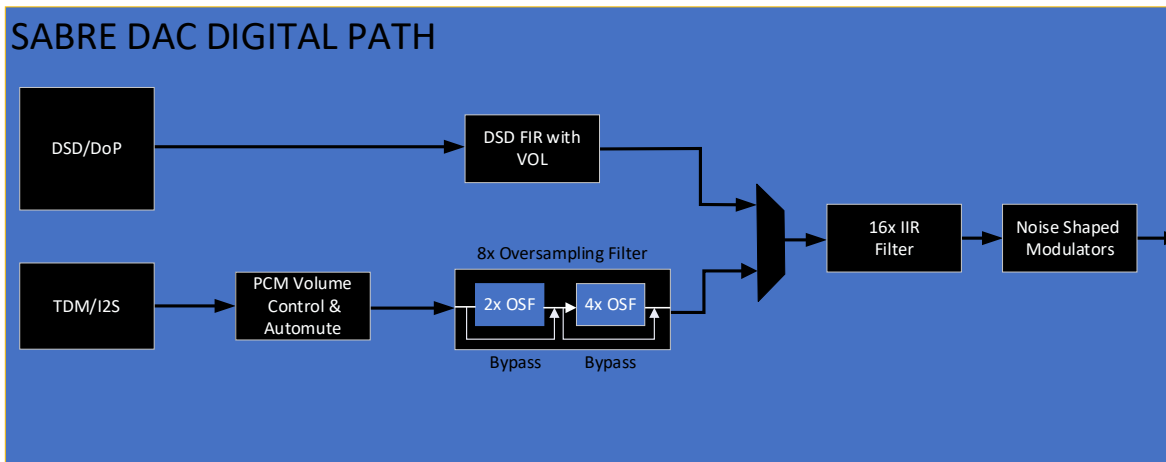 SABRE DAC DIGITAL PATH
DSD/DoP
DSD FIR with
VOL
16x IIR
Filter
Noise Shaped
Modulators
8x Oversampling Filter
TDM/I2S
PCM Volume
Control &
Automute
2x OSF
4x OSF
Bypass
Bypass